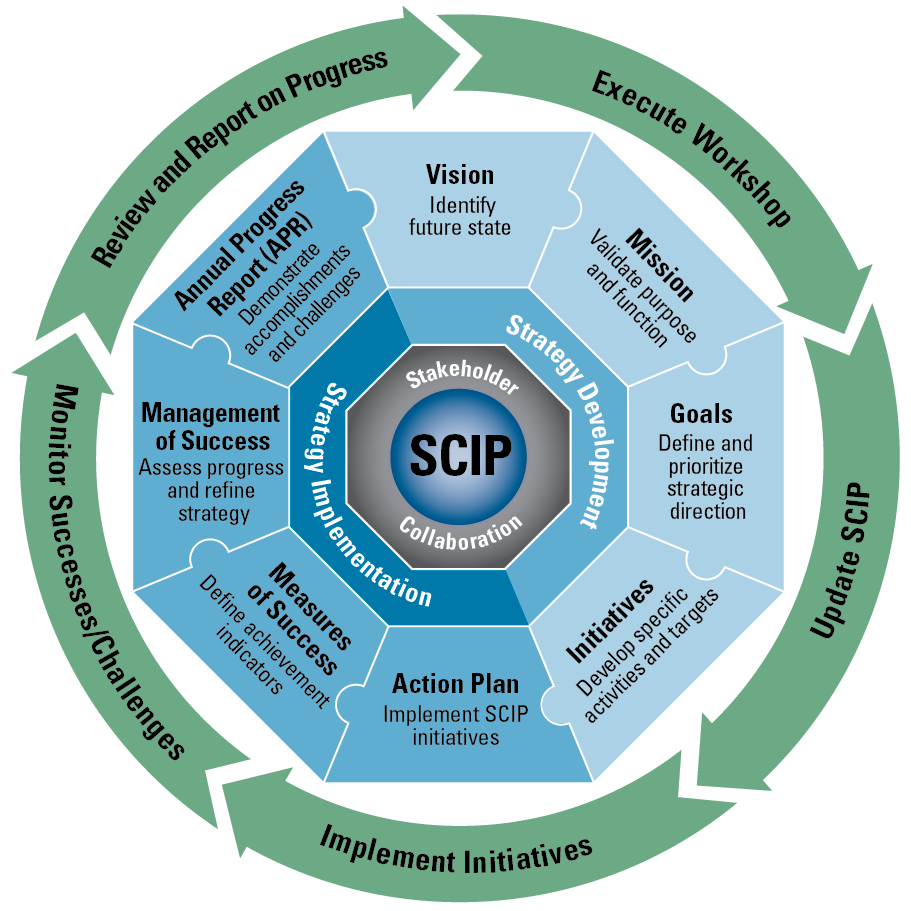 Review and Report on Progress
Execute Workshop
Update SCIP
Implement Initiatives
Monitor Successes/Challenges
Vision
Identify
future state
Mission
Validate purpose
and function
Goals
Define and
prioritize
strategic
direction
Initiatives
Develop specific
activities and targets
Action Plan
Implement SCIP
initiatives
Measures
of Success
Define achievement
indicators
Management
of Success
Assess progress
and refine
strategy
Annual Progress
Report (APR)
Demonstrate
accomplishments
and challenges
Strategy Development
Strategy Implementation
Stakeholder
SCIP
Collaboration